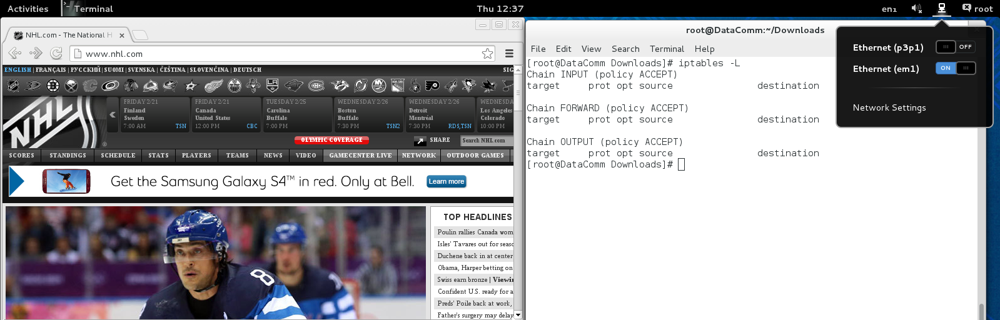 Activities Terminal Thu 12:37 en₁ root
NHL.com - The National H
www.nhl.com
ENGLISH | FRANÇAIS | РУССКИЙ | SUOMI | SVENSKA | ČEŠTINA | SLOVENČINA | DEUTSCH SIG
FRIDAY 2/21 FRIDAY 2/21 TUESDAY 2/25 WEDNESDAY 2/26 WEDNESDAY 2/26 WEDNESDA
Finland Canada Carolina Boston Detroit Los Angeles
Sweden United States Buffalo Buffalo Montréal Colorado
7:00 AM TSN 12:00 PM CBC 7:00 PM 7:30 PM TSN2 7:30 PM RDS,TSN 10:00 PM
NHL ®
OLYMPIC COVERAGE SHARE Search NHL.com
SCORES STANDINGS SCHEDULE STATS PLAYERS TEAMS NEWS VIDEO GAMECENTER LIVE NETWORK OUTDOOR GAMES
Get the Samsung Galaxy S4™ in red. Only at Bell. Learn more
8
TOP HEADLINES
Poulin rallies Canada wom
Isles' Tavares out for seaso
Duchene back in at center
Obama, Harper betting on
Swiss earn bronze | Viewin
Confident U.S. ready for a
Preds' Poile back at work,
Father's surgery may delay
root@DataComm:~/Downloads
File Edit View Search Terminal Help
[root@DataComm Downloads]# iptables -L
Chain INPUT (policy ACCEPT)
target prot opt source destination
Chain FORWARD (policy ACCEPT)
target prot opt source destination
Chain OUTPUT (policy ACCEPT)
target prot opt source destination
[root@DataComm Downloads]#
Ethernet (p3p1) OFF
Ethernet (em1) ON
Network Settings